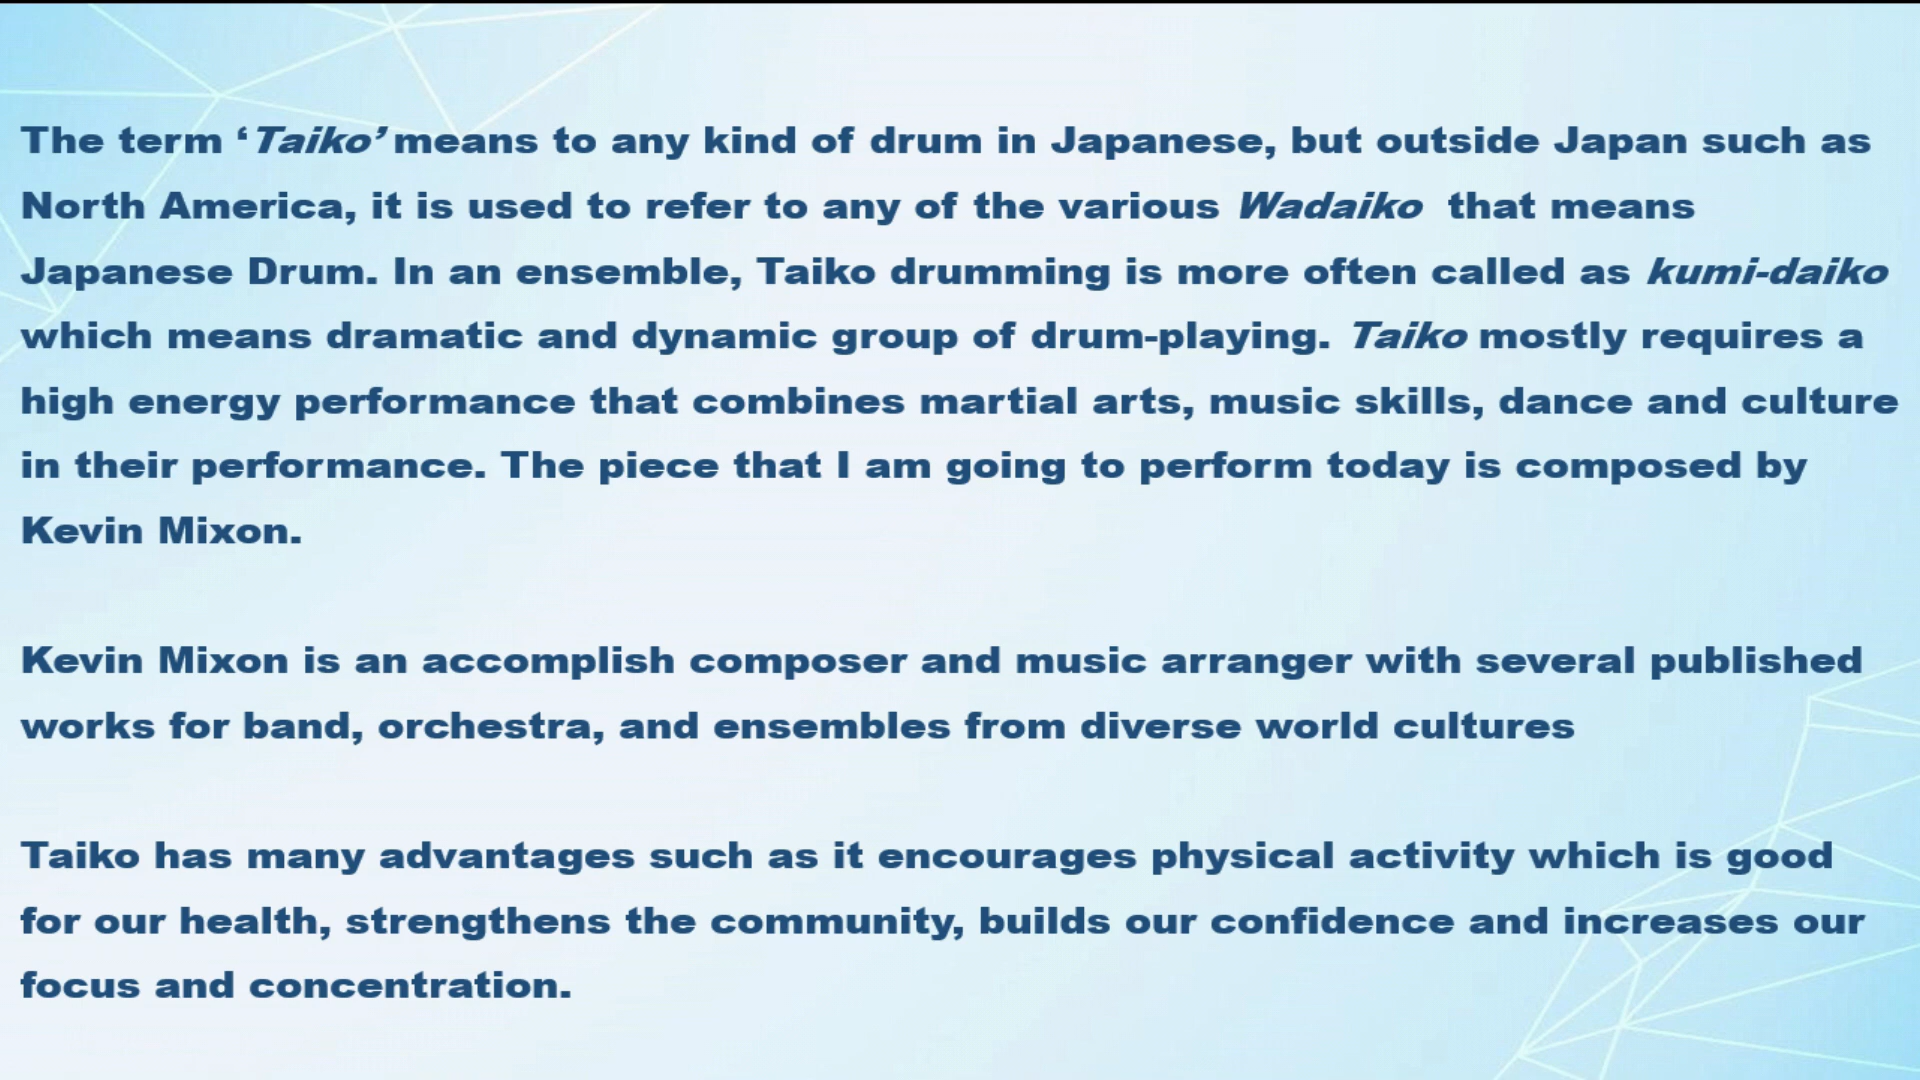 The term ‘Taiko’ means to any kind of drum in Japanese, but outside Japan such as
North America, it is used to refer to any of the various Wadaiko that means
Japanese Drum. In an ensemble, Taiko drumming is more often called as kumi-daiko
which means dramatic and dynamic group of drum-playing. Taiko mostly requires a
high energy performance that combines martial arts, music skills, dance and culture
in their performance. The piece that I am going to perform today is composed by
Kevin Mixon.
Kevin Mixon is an accomplish composer and music arranger with several published
works for band, orchestra, and ensembles from diverse world cultures
Taiko has many advantages such as it encourages physical activity which is good
for our health, strengthens the community, builds our confidence and increases our
focus and concentration.